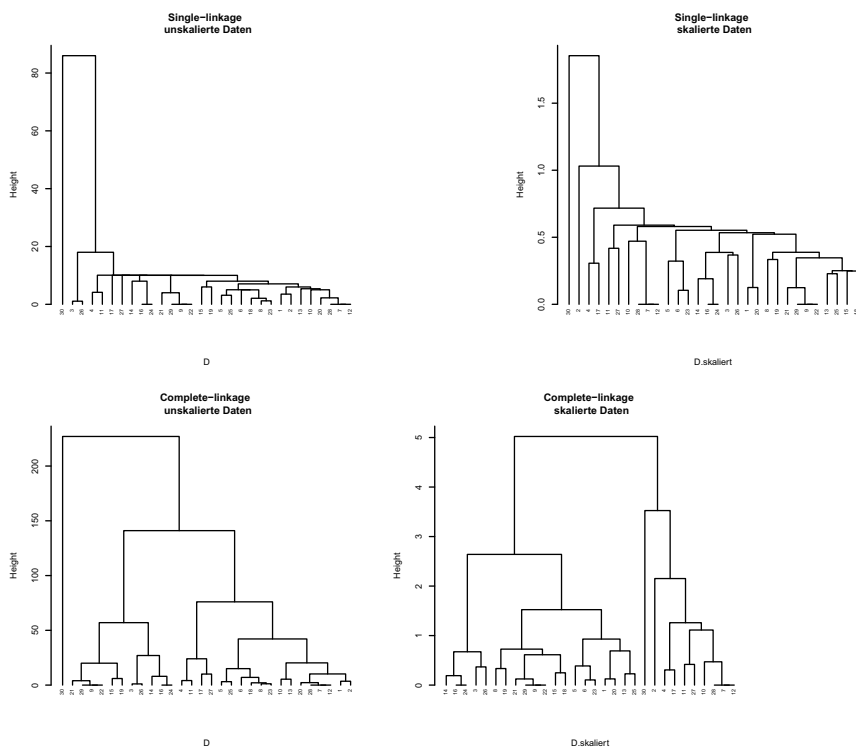 Single−linkage
unskalierte Daten
Height
80
60
40
20
0
30 3 26 4 11 17 27 14 16 24 21 29 9 22 15 19 5 25 6 18 8 23 1 2 13 10 20 28 7 12
D
Single−linkage
skalierte Daten
Height
1.5
1.0
0.5
0.0
30 2 4 17 11 27 10 28 7 12 5 6 23 14 16 24 3 26 1 20 8 19 21 29 9 22 13 25 15
D.skaliert
Complete−linkage
unskalierte Daten
Height
200
150
100
50
0
30 21 29 9 22 15 19 3 26 14 16 24 4 11 17 27 5 25 6 18 8 23 10 13 20 28 7 12 1 2
D
Complete−linkage
skalierte Daten
Height
5
4
3
2
1
0
14 16 24 3 26 8 19 21 29 9 22 15 18 5 6 23 1 20 13 25 30 2 4 17 11 27 10 28 7 12
D.skaliert